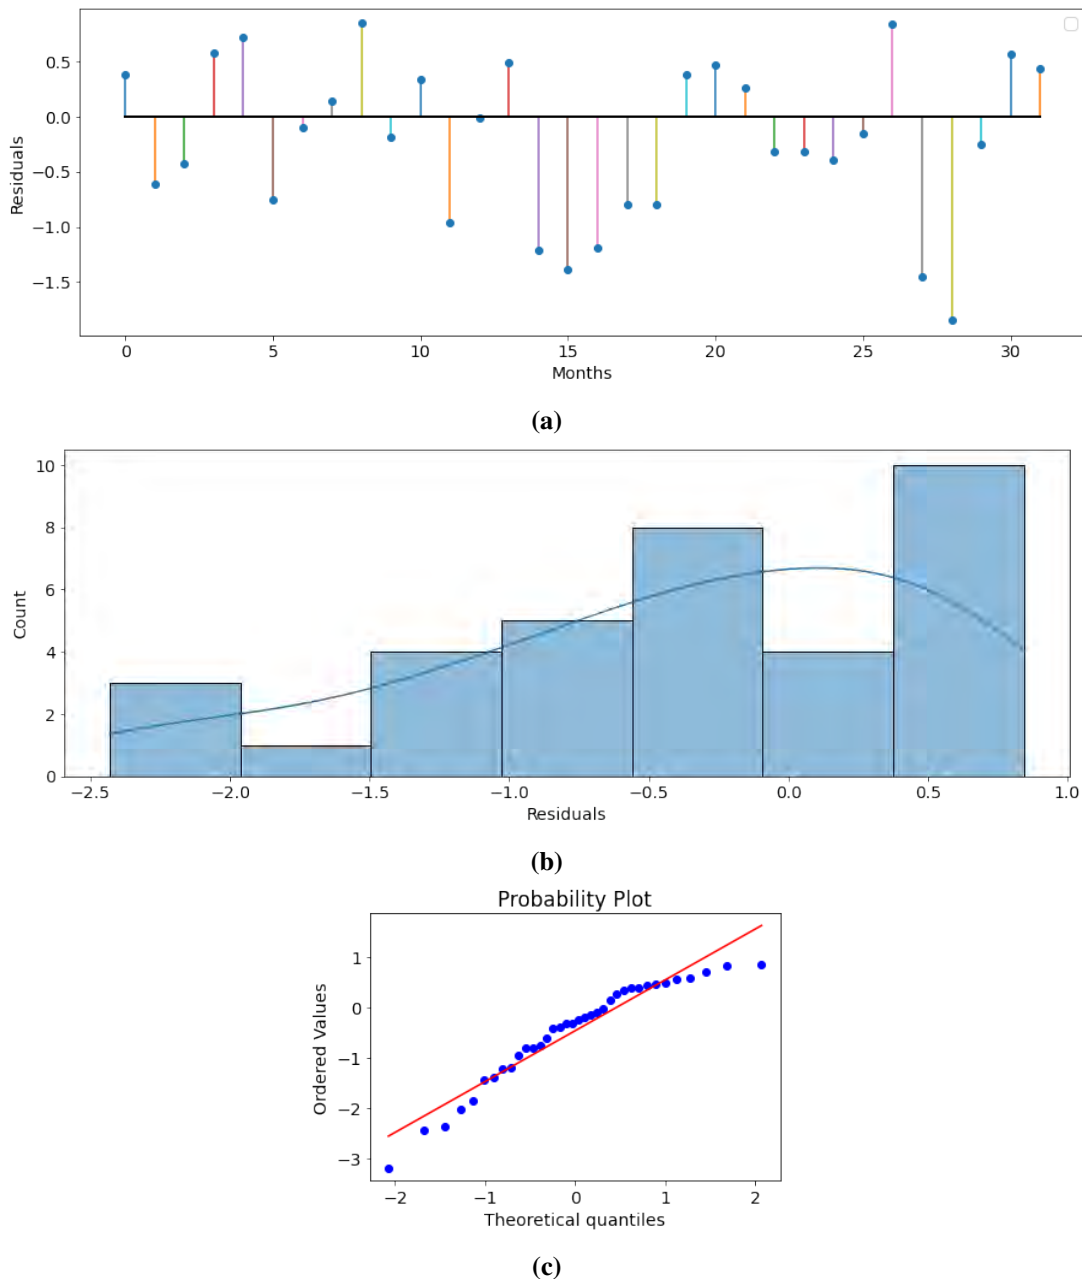 0.5
0.0
−0.5
−1.0
−1.5
Residuals
0 5 10 15 20 25 30
Months
(a)
10
8
6
4
2
0
Count
−2.5 −2.0 −1.5 −1.0 −0.5 0.0 0.5 1.0
Residuals
(b)
Probability Plot
1
0
−1
−2
−3
Ordered Values
−2 −1 0 1 2
Theoretical quantiles
(c)